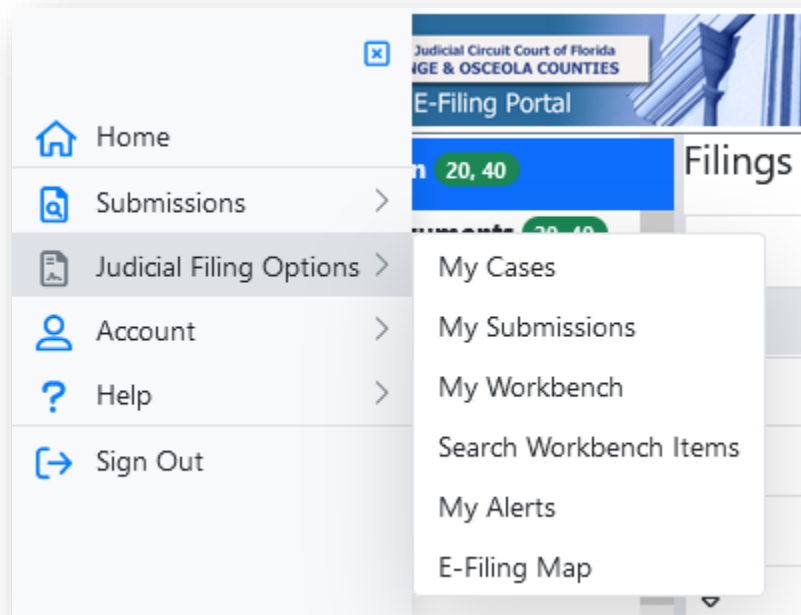 Judicial Circuit Court of Florida
& OSCEOLA COUNTIES
E-Filing Portal
Home
20, 40
Filings
Submissions
Judicial Filing Options
My Cases
My Submissions
Account
My Workbench
Help
Search Workbench Items
Sign Out
My Alerts
E-Filing Map